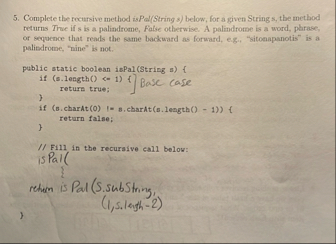 5. Complete the recursive method isPal(String s) below, for a given String s, the method
returns True if s is a palindrome, False otherwise. A palindrome is a word, phrase,
or sequence that reads the same backward as forward, e.g., "aitonapanotis" is a
palindrome, "nine" is not.
public static boolean isPal(String s) {
if (s.length() <= 1) { Base case
return true;
}
if (s.charAt(0) != s.charAt(s.length() - 1)) {
return false;
}
// Fill in the recursive call below:
isPal(
}
return is Pal (S.subString,
(1, s.length-2)
}